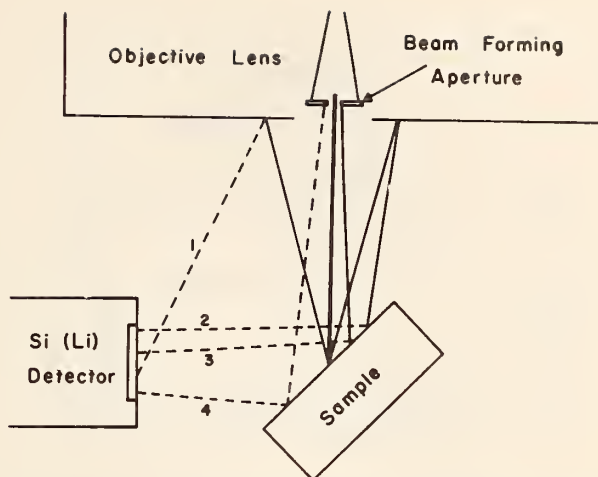 Objective Lens
Beam Forming
Aperture
1
2
3
4
Si (Li)
Detector
Sample